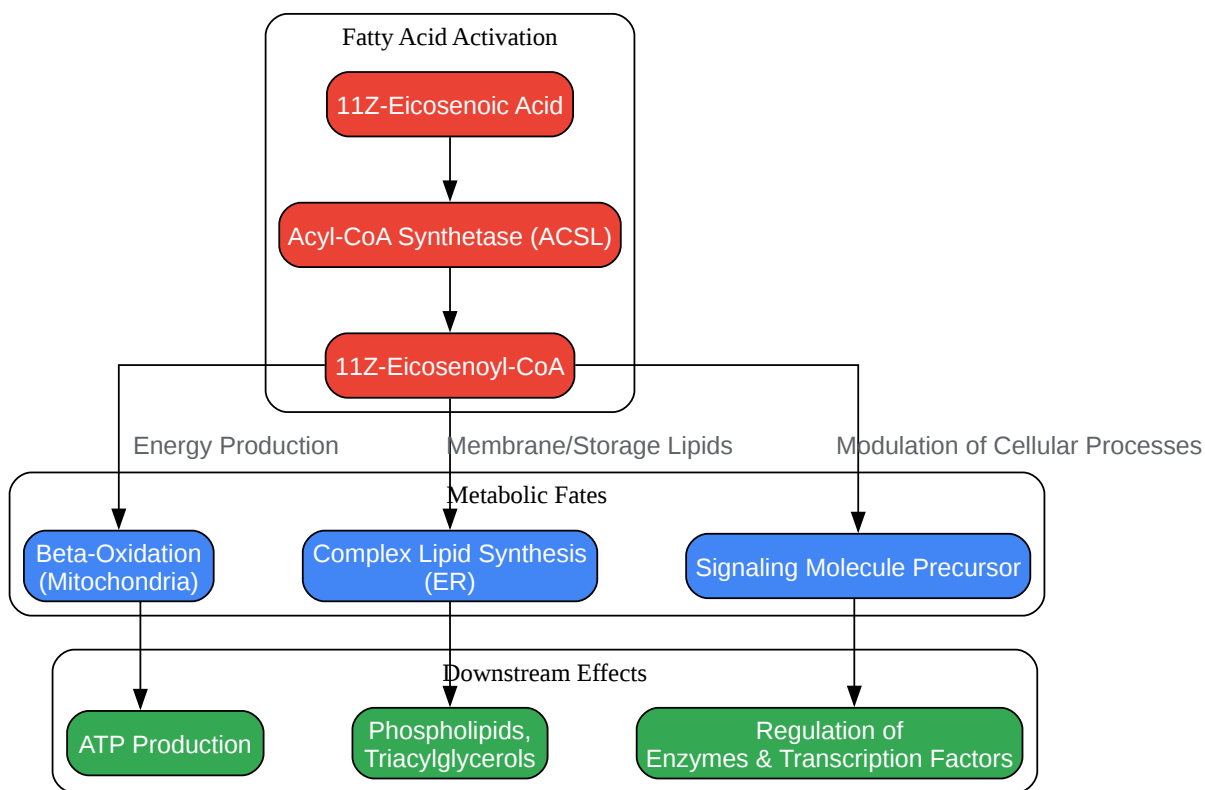 Fatty Acid Activation
11Z-Eicosenoic Acid
Acyl-CoA Synthetase (ACSL)
11Z-Eicosenoyl-CoA
Energy Production
Membrane/Storage Lipids
Modulation of Cellular Processes
Metabolic Fates
Beta-Oxidation
(Mitochondria)
Complex Lipid Synthesis
(ER)
Signaling Molecule Precursor
Downstream Effects
ATP Production
Phospholipids,
Triacylglycerols
Regulation of
Enzymes & Transcription Factors